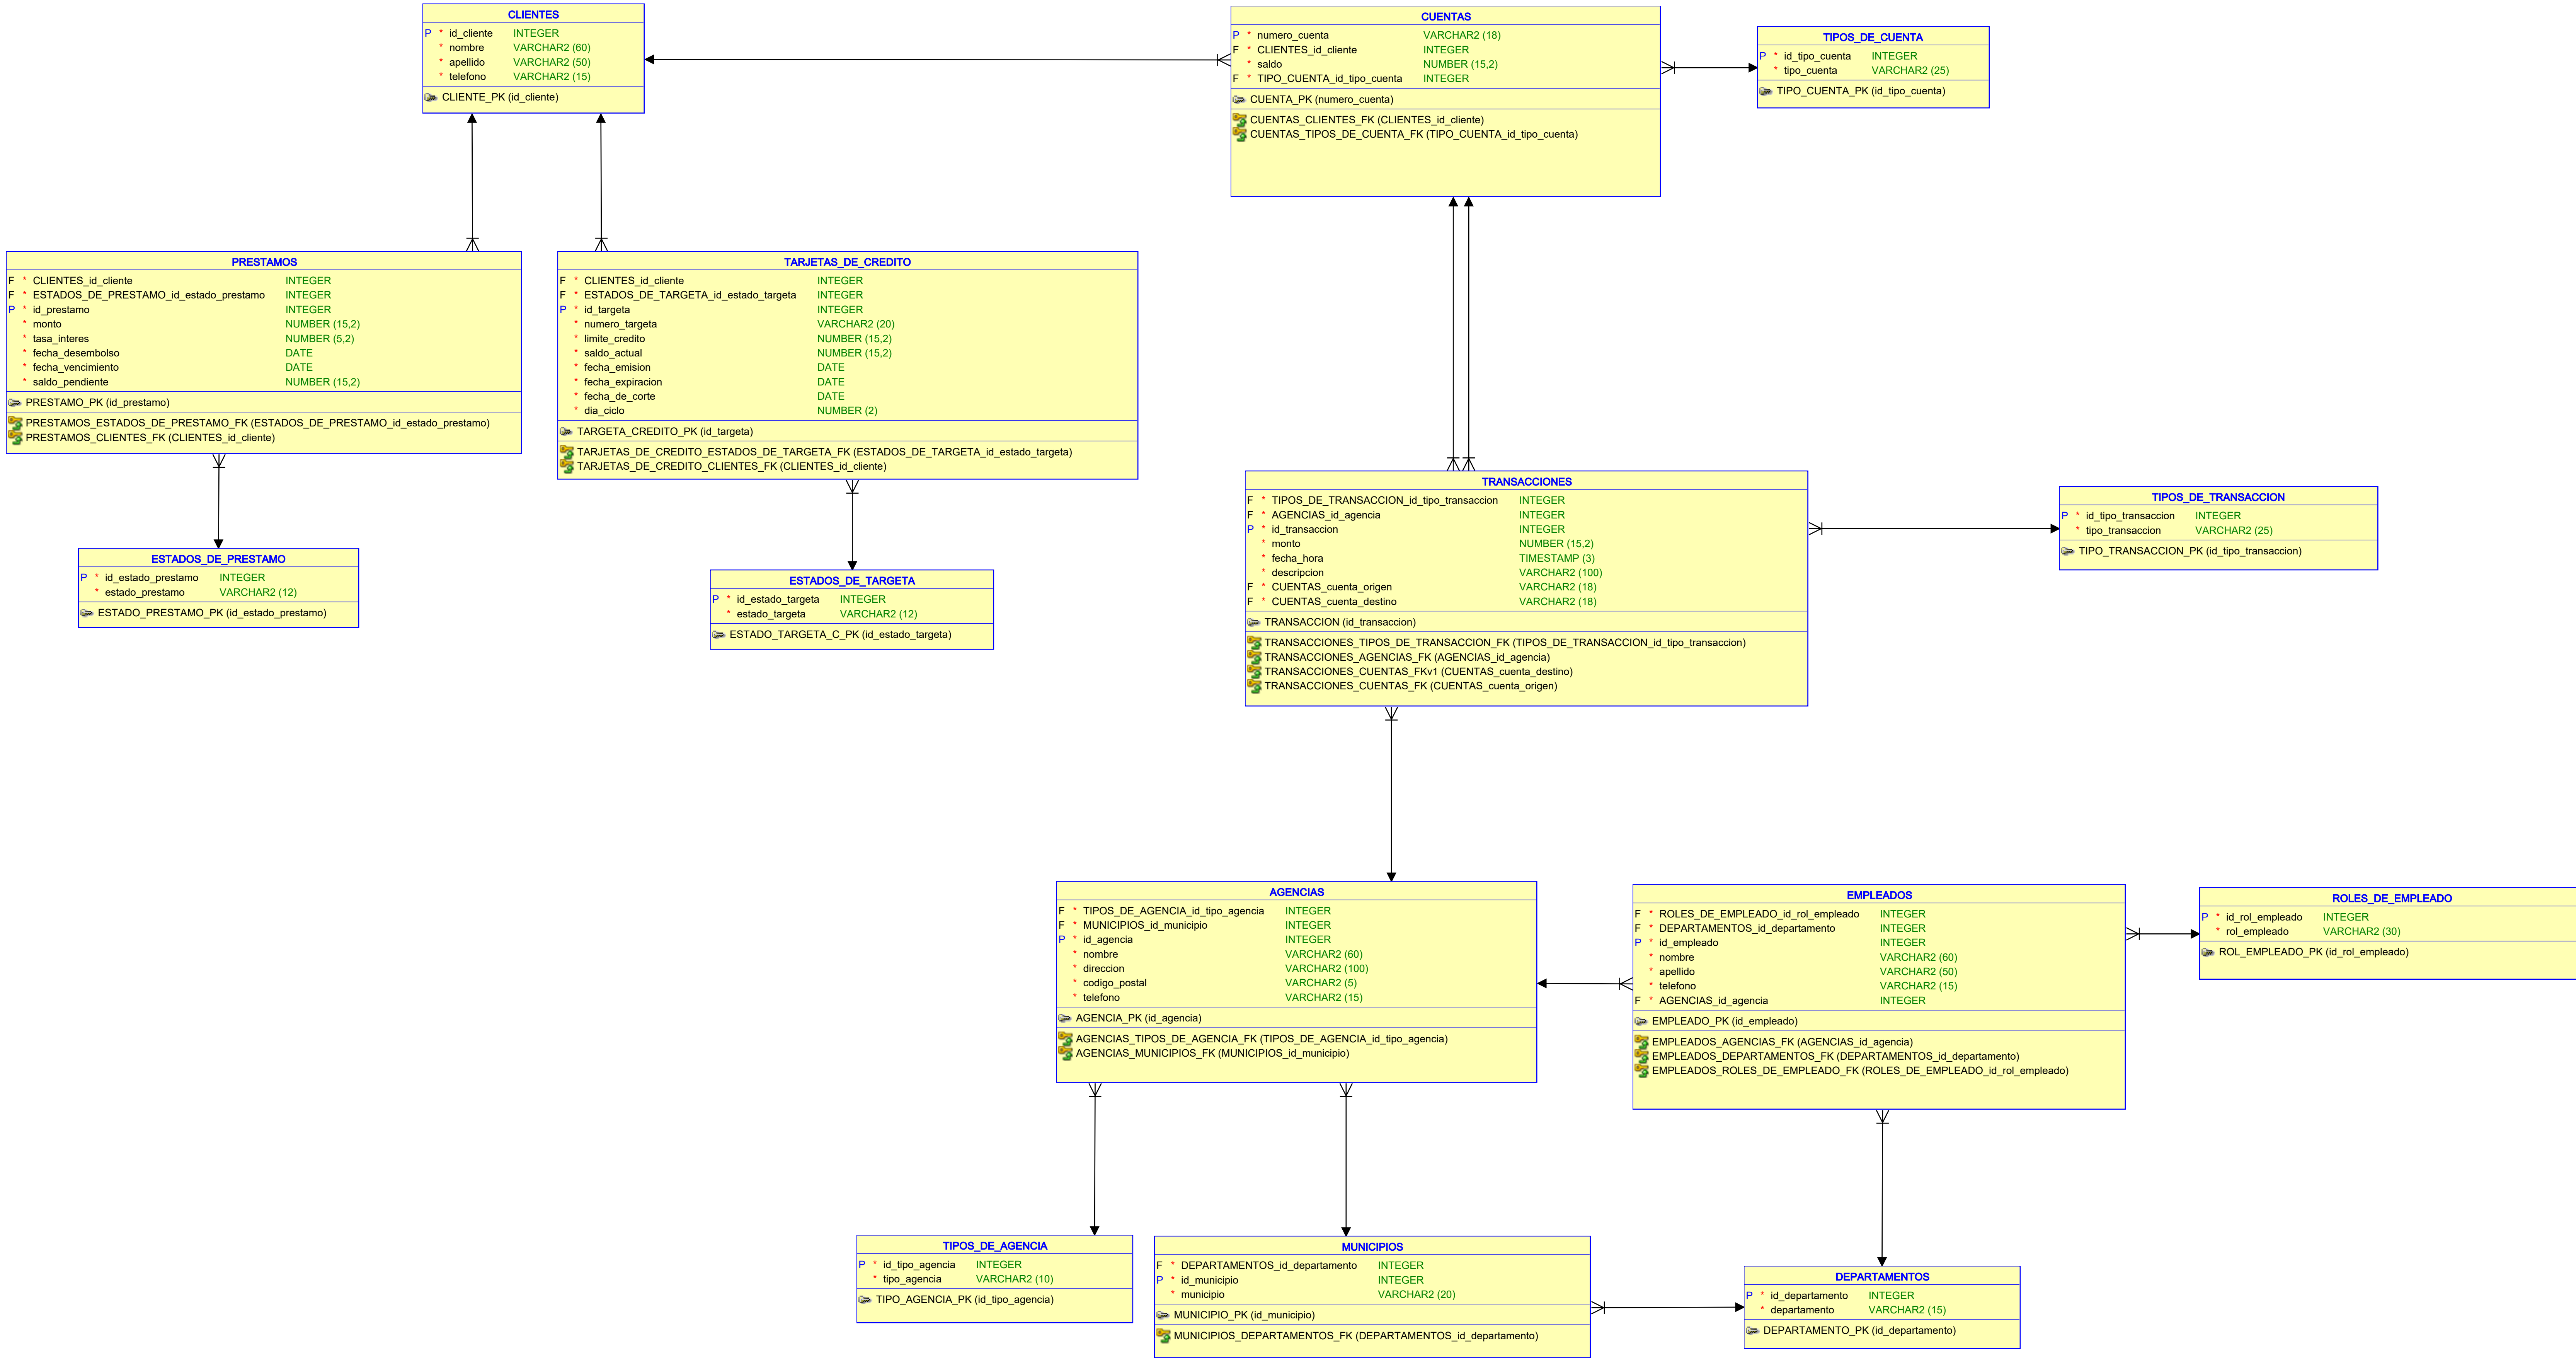 CLIENTES
P * id_cliente INTEGER
* nombre VARCHAR2 (60)
* apellido VARCHAR2 (50)
* telefono VARCHAR2 (15)
CLIENTE_PK (id_cliente)
CUENTAS
P * numero_cuenta VARCHAR2 (18)
F * CLIENTES_id_cliente INTEGER
* saldo NUMBER (15,2)
F * TIPO_CUENTA_id_tipo_cuenta INTEGER
CUENTA_PK (numero_cuenta)
CUENTAS_CLIENTES_FK (CLIENTES_id_cliente)
CUENTAS_TIPOS_DE_CUENTA_FK (TIPO_CUENTA_id_tipo_cuenta)
TIPOS_DE_CUENTA
P * id_tipo_cuenta INTEGER
* tipo_cuenta VARCHAR2 (25)
TIPO_CUENTA_PK (id_tipo_cuenta)
PRESTAMOS
F * CLIENTES_id_cliente INTEGER
F * ESTADOS_DE_PRESTAMO_id_estado_prestamo INTEGER
P * id_prestamo INTEGER
* monto NUMBER (15,2)
* tasa_interes NUMBER (5,2)
* fecha_desembolso DATE
* fecha_vencimiento DATE
* saldo_pendiente NUMBER (15,2)
PRESTAMO_PK (id_prestamo)
PRESTAMOS_ESTADOS_DE_PRESTAMO_FK (ESTADOS_DE_PRESTAMO_id_estado_prestamo)
PRESTAMOS_CLIENTES_FK (CLIENTES_id_cliente)
TARJETAS_DE_CREDITO
F * CLIENTES_id_cliente INTEGER
F * ESTADOS_DE_TARGETA_id_estado_targeta INTEGER
P * id_targeta INTEGER
* numero_targeta VARCHAR2 (20)
* limite_credito NUMBER (15,2)
* saldo_actual NUMBER (15,2)
* fecha_emision DATE
* fecha_expiracion DATE
* fecha_de_corte DATE
* dia_ciclo NUMBER (2)
TARGETA_CREDITO_PK (id_targeta)
TARJETAS_DE_CREDITO_ESTADOS_DE_TARGETA_FK (ESTADOS_DE_TARGETA_id_estado_targeta)
TARJETAS_DE_CREDITO_CLIENTES_FK (CLIENTES_id_cliente)
TRANSACCIONES
F * TIPOS_DE_TRANSACCION_id_tipo_transaccion INTEGER
F * AGENCIAS_id_agencia INTEGER
P * id_transaccion INTEGER
* monto NUMBER (15,2)
* fecha_hora TIMESTAMP (3)
* descripcion VARCHAR2 (100)
F * CUENTAS_cuenta_origen VARCHAR2 (18)
F * CUENTAS_cuenta_destino VARCHAR2 (18)
TRANSACCION (id_transaccion)
TRANSACCIONES_TIPOS_DE_TRANSACCION_FK (TIPOS_DE_TRANSACCION_id_tipo_transaccion)
TRANSACCIONES_AGENCIAS_FK (AGENCIAS_id_agencia)
TRANSACCIONES_CUENTAS_FKv1 (CUENTAS_cuenta_destino)
TRANSACCIONES_CUENTAS_FK (CUENTAS_cuenta_origen)
TIPOS_DE_TRANSACCION
P * id_tipo_transaccion INTEGER
* tipo_transaccion VARCHAR2 (25)
TIPO_TRANSACCION_PK (id_tipo_transaccion)
ESTADOS_DE_PRESTAMO
P * id_estado_prestamo INTEGER
* estado_prestamo VARCHAR2 (12)
ESTADO_PRESTAMO_PK (id_estado_prestamo)
ESTADOS_DE_TARGETA
P * id_estado_targeta INTEGER
* estado_targeta VARCHAR2 (12)
ESTADO_TARGETA_C_PK (id_estado_targeta)
AGENCIAS
F * TIPOS_DE_AGENCIA_id_tipo_agencia INTEGER
F * MUNICIPIOS_id_municipio INTEGER
P * id_agencia INTEGER
* nombre VARCHAR2 (60)
* direccion VARCHAR2 (100)
* codigo_postal VARCHAR2 (5)
* telefono VARCHAR2 (15)
AGENCIA_PK (id_agencia)
AGENCIAS_TIPOS_DE_AGENCIA_FK (TIPOS_DE_AGENCIA_id_tipo_agencia)
AGENCIAS_MUNICIPIOS_FK (MUNICIPIOS_id_municipio)
EMPLEADOS
F * ROLES_DE_EMPLEADO_id_rol_empleado INTEGER
F * DEPARTAMENTOS_id_departamento INTEGER
P * id_empleado INTEGER
* nombre VARCHAR2 (60)
* apellido VARCHAR2 (50)
* telefono VARCHAR2 (15)
F * AGENCIAS_id_agencia INTEGER
EMPLEADO_PK (id_empleado)
EMPLEADOS_AGENCIAS_FK (AGENCIAS_id_agencia)
EMPLEADOS_DEPARTAMENTOS_FK (DEPARTAMENTOS_id_departamento)
EMPLEADOS_ROLES_DE_EMPLEADO_FK (ROLES_DE_EMPLEADO_id_rol_empleado)
ROLES_DE_EMPLEADO
P * id_rol_empleado INTEGER
* rol_empleado VARCHAR2 (30)
ROL_EMPLEADO_PK (id_rol_empleado)
TIPOS_DE_AGENCIA
P * id_tipo_agencia INTEGER
* tipo_agencia VARCHAR2 (10)
TIPO_AGENCIA_PK (id_tipo_agencia)
MUNICIPIOS
F * DEPARTAMENTOS_id_departamento INTEGER
P * id_municipio INTEGER
* municipio VARCHAR2 (20)
MUNICIPIO_PK (id_municipio)
MUNICIPIOS_DEPARTAMENTOS_FK (DEPARTAMENTOS_id_departamento)
DEPARTAMENTOS
P * id_departamento INTEGER
* departamento VARCHAR2 (15)
DEPARTAMENTO_PK (id_departamento)